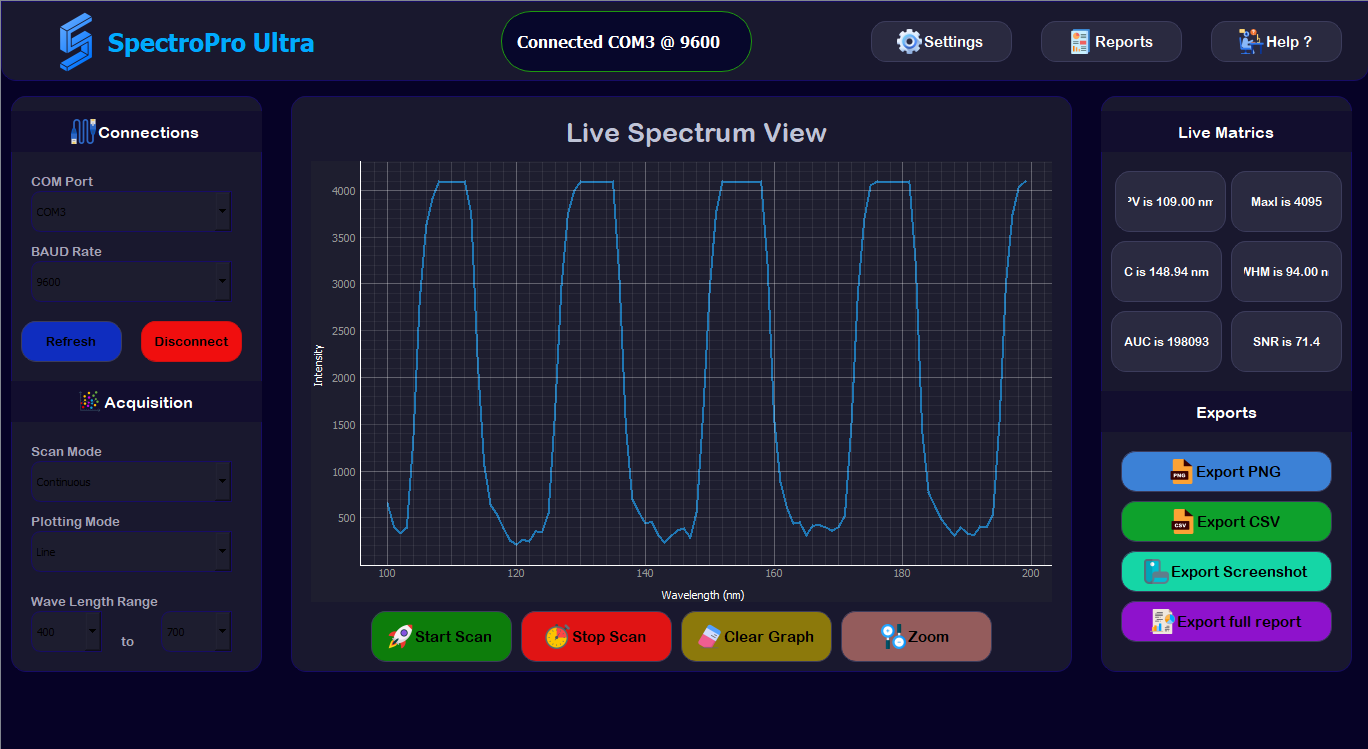 SpectroPro Ultra
Connected COM3 @ 9600
Settings
Reports
Help ?
Connections
COM Port
COM3
BAUD Rate
9600
Refresh
Disconnect
Acquisition
Scan Mode
Continuous
Plotting Mode
Line
Wave Length Range
400
to
700
Live Spectrum View
Intensity
4000
3500
3000
2500
2000
1500
1000
500
100
120
140
160
180
200
Wavelength (nm)
Start Scan
Stop Scan
Clear Graph
Zoom
Live Matrics
PV is 109.00 nm
MaxI is 4095
C is 148.94 nm
WHM is 94.00 n
AUC is 198093
SNR is 71.4
Exports
PNG
Export PNG
CSV
Export CSV
Export Screenshot
Export full report